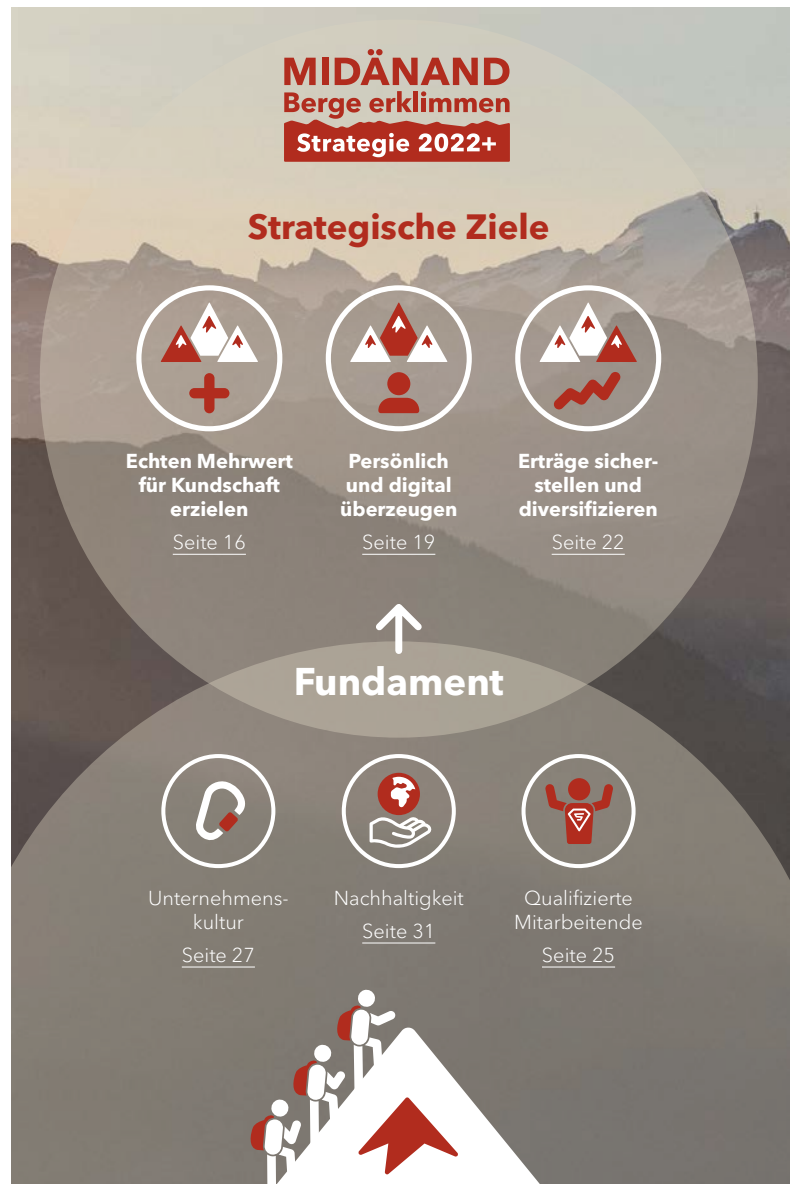 MIDÄNAND
Berge erklimmen
Strategie 2022+
Strategische Ziele
Echten Mehrwert
für Kundschaft
erzielen
Seite 16
Persönlich
und digital
überzeugen
Seite 19
Erträge sicher-
stellen und
diversifizieren
Seite 22
Fundament
Unternehmens-
kultur
Seite 27
Nachhaltigkeit
Seite 31
Qualifizierte
Mitarbeitende
Seite 25